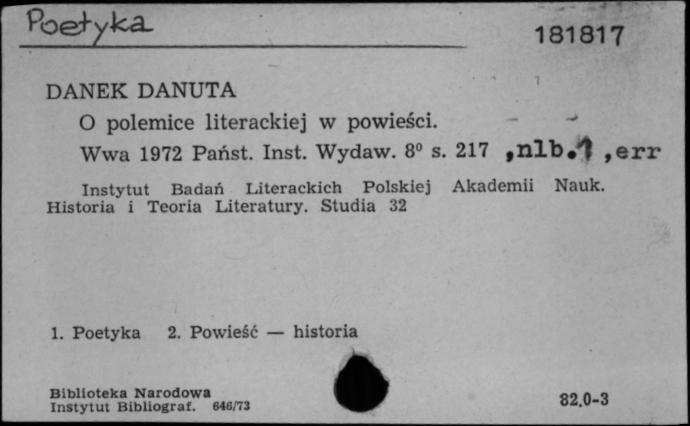 Poetyka
181817
DANEK DANUTA
O polemice literackiej w powieści.
Wwa 1972 Państ. Inst. Wydaw. 8⁰ s. 217 ,nlb.1 ,err
Instytut Badań Literackich Polskiej Akademii Nauk.
Historia i Teoria Literatury. Studia 32
1. Poetyka 2. Powieść — historia
Biblioteka Narodowa
Instytut Bibliograf. 646/73
82.0-3